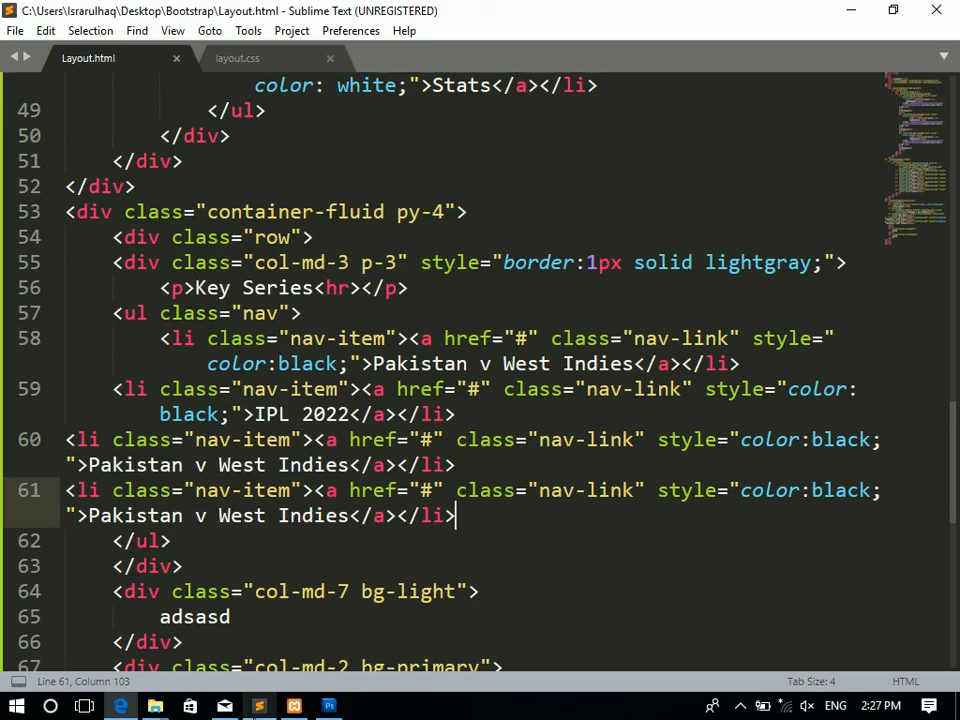 C:\Users\Israrulhaq\Desktop\Bootstrap\Layout.html - Sublime Text (UNREGISTERED)
File Edit Selection Find View Goto Tools Project Preferences Help
Layout.html layout.css
color: white;">Stats</a></li>
49 </ul>
50 </div>
51 </div>
52 </div>
53 <div class="container-fluid py-4">
54 <div class="row">
55 <div class="col-md-3 p-3" style="border:1px solid lightgray;">
56 <p>Key Series<hr></p>
57 <ul class="nav">
58 <li class="nav-item"><a href="#" class="nav-link" style="
color:black;">Pakistan v West Indies</a></li>
59 <li class="nav-item"><a href="#" class="nav-link" style="color:
black;">IPL 2022</a></li>
60 <li class="nav-item"><a href="#" class="nav-link" style="color:black;
">Pakistan v West Indies</a></li>
61 <li class="nav-item"><a href="#" class="nav-link" style="color:black;
">Pakistan v West Indies</a></li>
62 </ul>
63 </div>
64 <div class="col-md-7 bg-light">
65 adsasd
66 </div>
67 <div class="col-md-2 bg-primary">
Line 61, Column 103 Tab Size: 4 HTML
ENG 2:27 PM